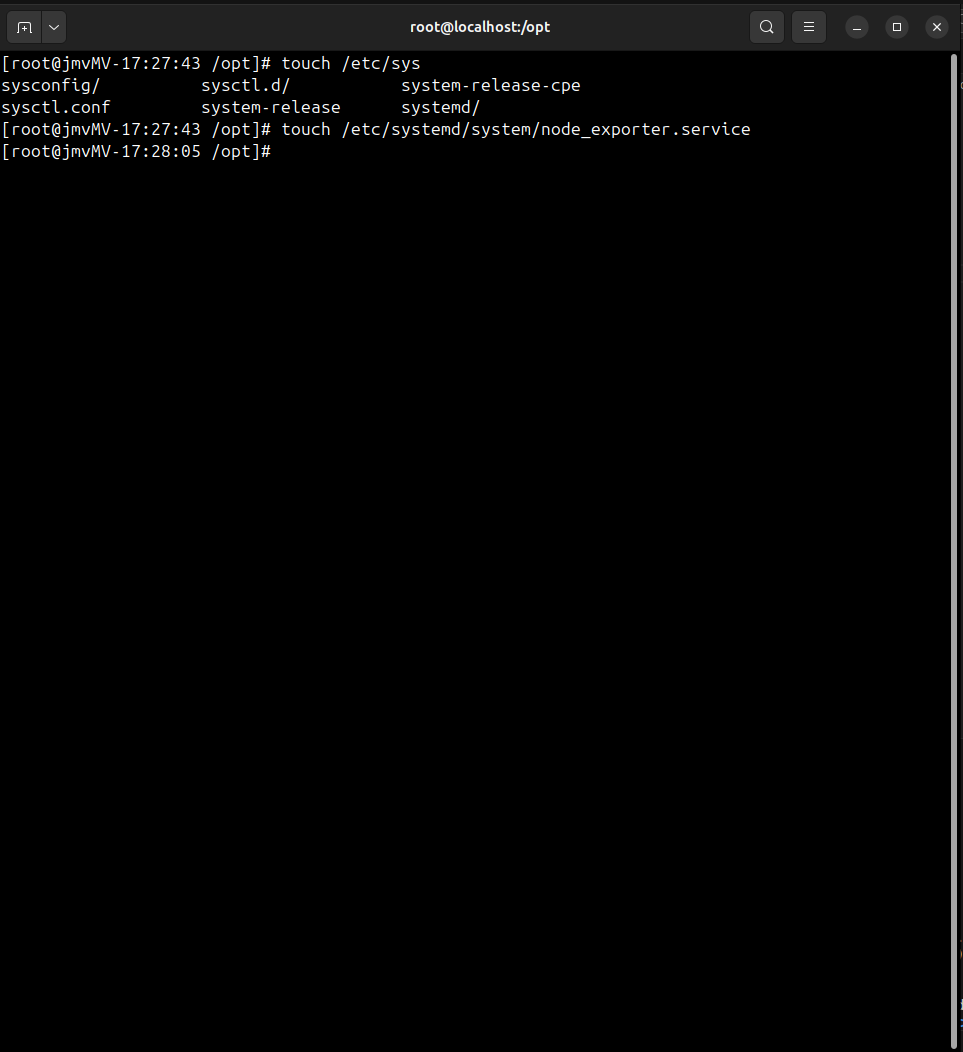 root@localhost:/opt
[root@jmvMV-17:27:43 /opt]# touch /etc/sys
sysconfig/          sysctl.d/           system-release-cpe
sysctl.conf         system-release      systemd/
[root@jmvMV-17:27:43 /opt]# touch /etc/systemd/system/node_exporter.service
[root@jmvMV-17:28:05 /opt]#